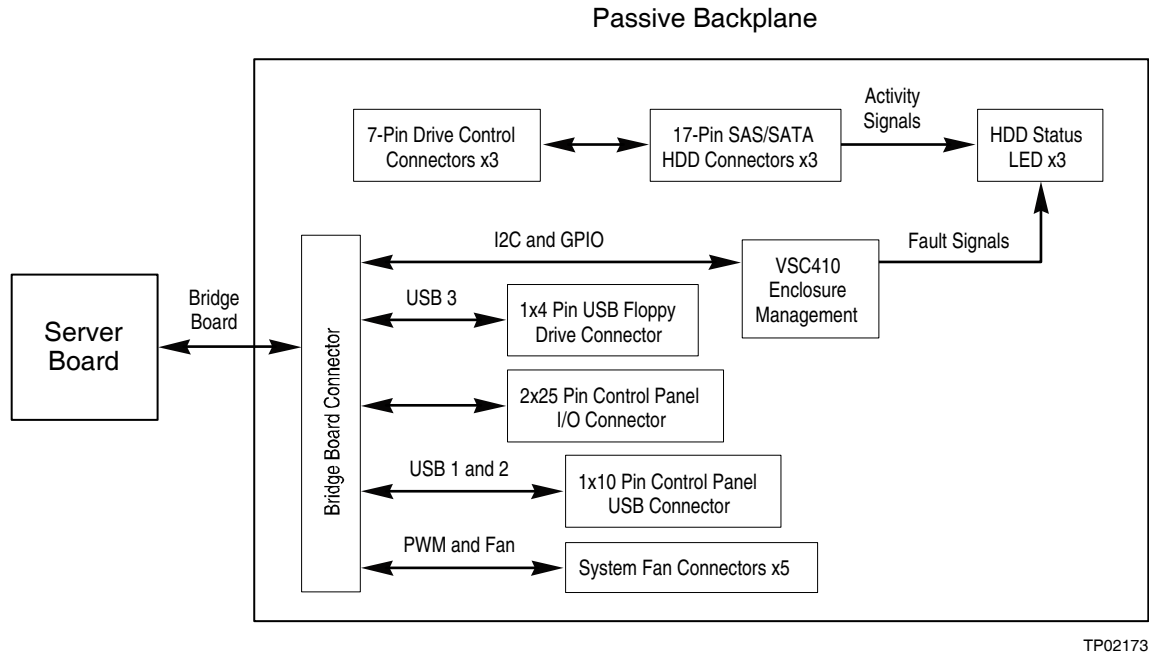 Passive Backplane
7-Pin Drive Control
Connectors x3
17-Pin SAS/SATA
HDD Connectors x3
Activity
Signals
HDD Status
LED x3
I2C and GPIO
VSC410
Enclosure
Management
Fault Signals
Server
Board
Bridge
Board
Bridge Board Connector
USB 3
1x4 Pin USB Floppy
Drive Connector
2x25 Pin Control Panel
I/O Connector
USB 1 and 2
1x10 Pin Control Panel
USB Connector
PWM and Fan
System Fan Connectors x5
TP02173